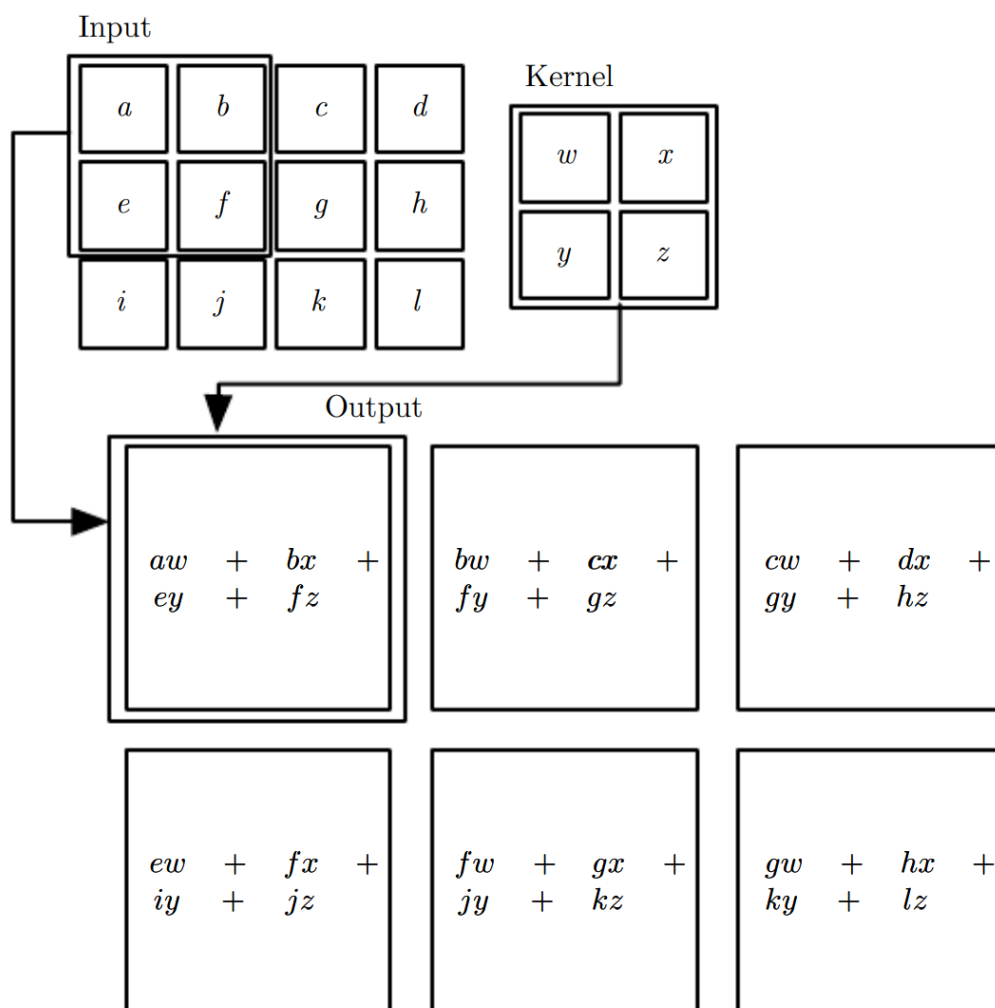 Input
a b c d
e f g h
i j k l
Kernel
w x
y z
Output
aw + bx +
ey + fz
bw + cx +
fy + gz
cw + dx +
gy + hz
ew + fx +
iy + jz
fw + gx +
jy + kz
gw + hx +
ky + lz